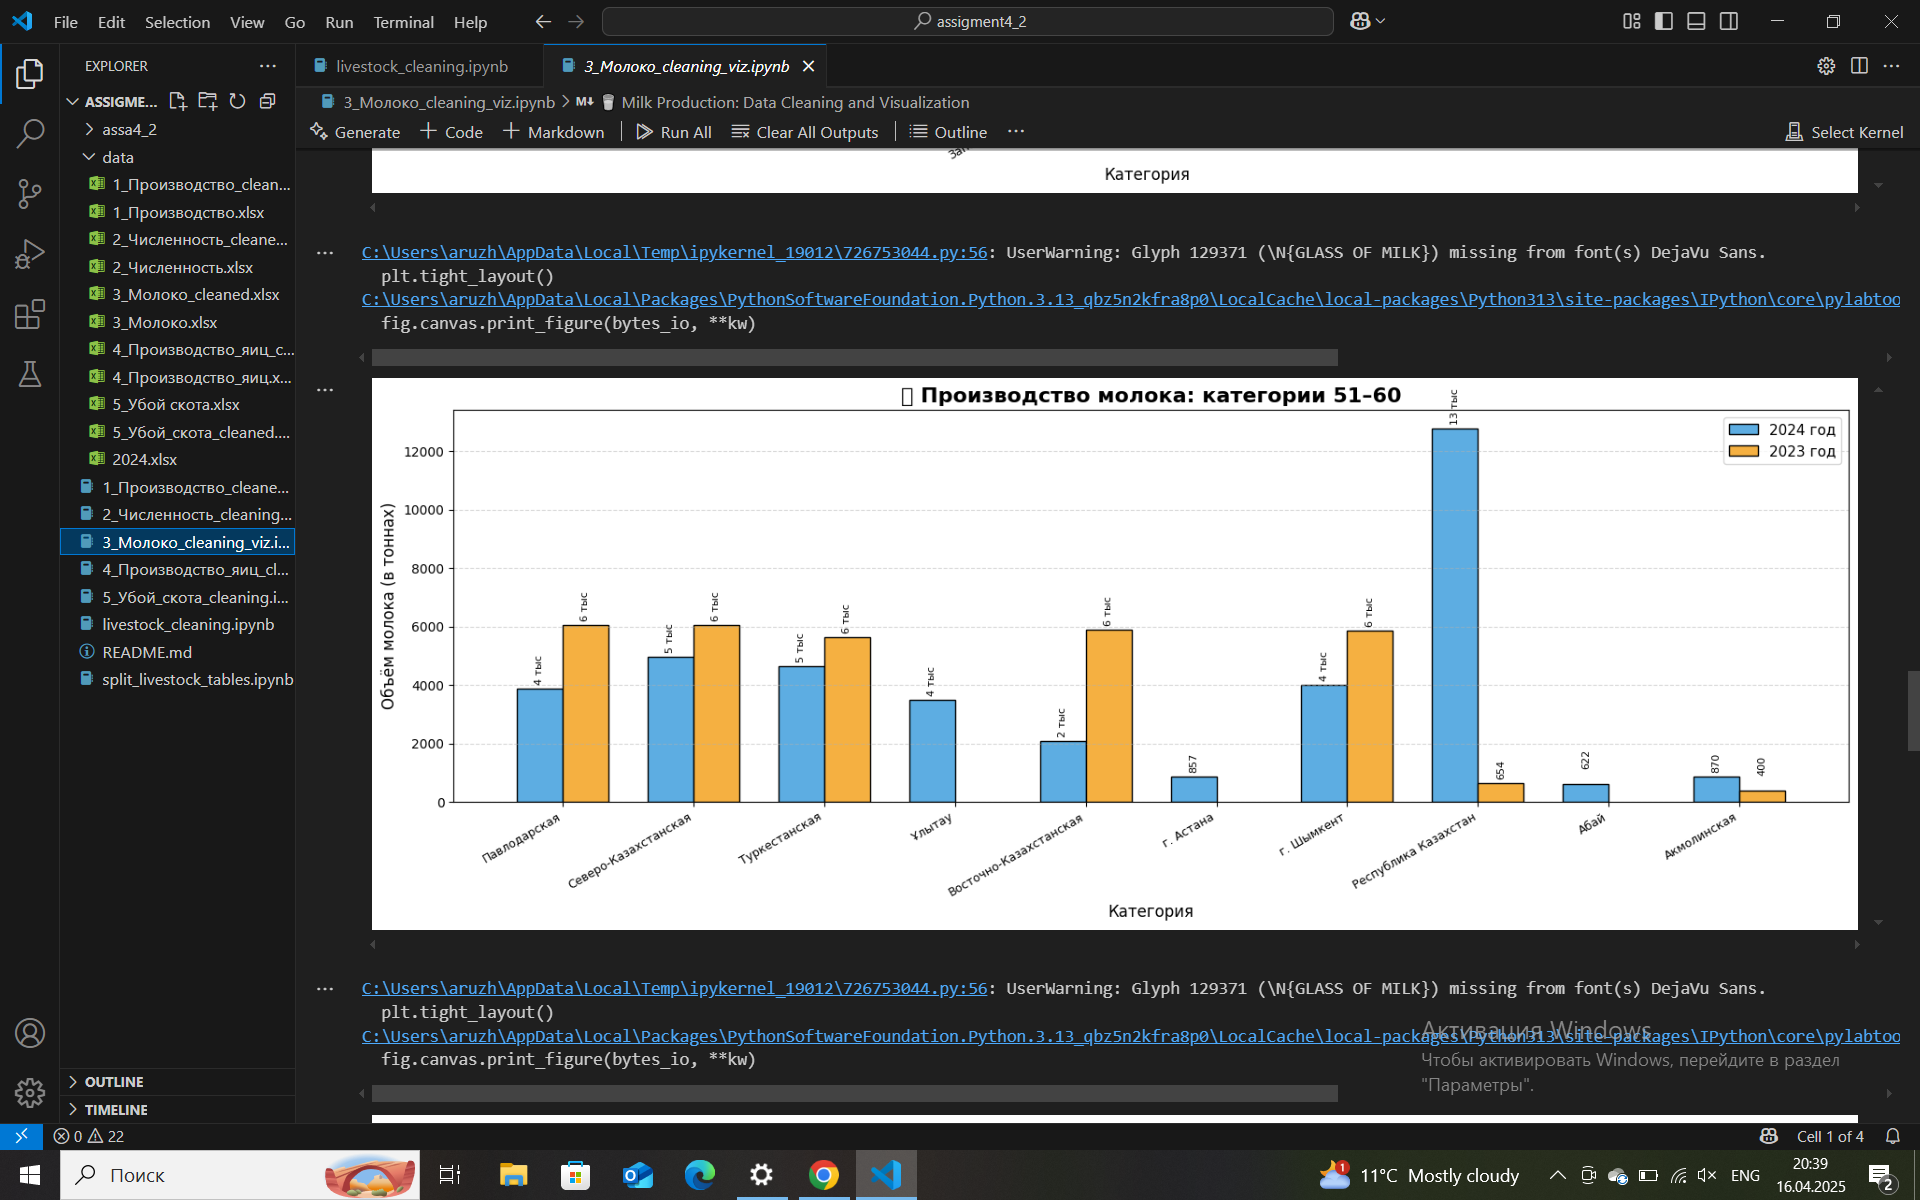 File Edit Selection View Go Run Terminal Help
assigment4_2
EXPLORER
livestock_cleaning.ipynb
3_Молоко_cleaning_viz.ipynb
ASSIGME...
3_Молоко_cleaning_viz.ipynb > M↓ Milk Production: Data Cleaning and Visualization
Generate + Code + Markdown Run All Clear All Outputs Outline ...
Select Kernel
assa4_2
data
1_Производство_clean...
1_Производство.xlsx
2_Численность_cleane...
2_Численность.xlsx
3_Молоко_cleaned.xlsx
3_Молоко.xlsx
4_Производство_яиц_c...
4_Производство_яиц.x...
5_Убой скота.xlsx
5_Убой_скота_cleaned....
2024.xlsx
1_Производство_cleane...
2_Численность_cleaning...
3_Молоко_cleaning_viz.i...
4_Производство_яиц_cl...
5_Убой_скота_cleaning.i...
livestock_cleaning.ipynb
README.md
split_livestock_tables.ipynb
OUTLINE
TIMELINE
Категория
C:\Users\aruzh\AppData\Local\Temp\ipykernel_19012\726753044.py:56: UserWarning: Glyph 129371 (\N{GLASS OF MILK}) missing from font(s) DejaVu Sans.
plt.tight_layout()
C:\Users\aruzh\AppData\Local\Packages\PythonSoftwareFoundation.Python.3.13_qbz5n2kfra8p0\LocalCache\local-packages\Python313\site-packages\IPython\core\pylabtoo
fig.canvas.print_figure(bytes_io, **kw)
Производство молока: категории 51–60
2024 год
2023 год
Объём молока (в тоннах)
12000
10000
8000
6000
4000
2000
0
4 тыс
6 тыс
5 тыс
6 тыс
5 тыс
6 тыс
4 тыс
2 тыс
6 тыс
857
4 тыс
6 тыс
13 тыс
654
622
870
400
Павлодарская
Северо-Казахстанская
Туркестанская
Ұлытау
Восточно-Казахстанская
г. Астана
г. Шымкент
Республика Казахстан
Абай
Акмолинская
Категория
C:\Users\aruzh\AppData\Local\Temp\ipykernel_19012\726753044.py:56: UserWarning: Glyph 129371 (\N{GLASS OF MILK}) missing from font(s) DejaVu Sans.
plt.tight_layout()
C:\Users\aruzh\AppData\Local\Packages\PythonSoftwareFoundation.Python.3.13_qbz5n2kfra8p0\LocalCache\local-packages\Python313\site-packages\IPython\core\pylabtoo
fig.canvas.print_figure(bytes_io, **kw)
Активация Windows
Чтобы активировать Windows, перейдите в раздел
"Параметры".
0 22
Cell 1 of 4
Поиск
1
11°C Mostly cloudy
ENG
20:39
16.04.2025
2